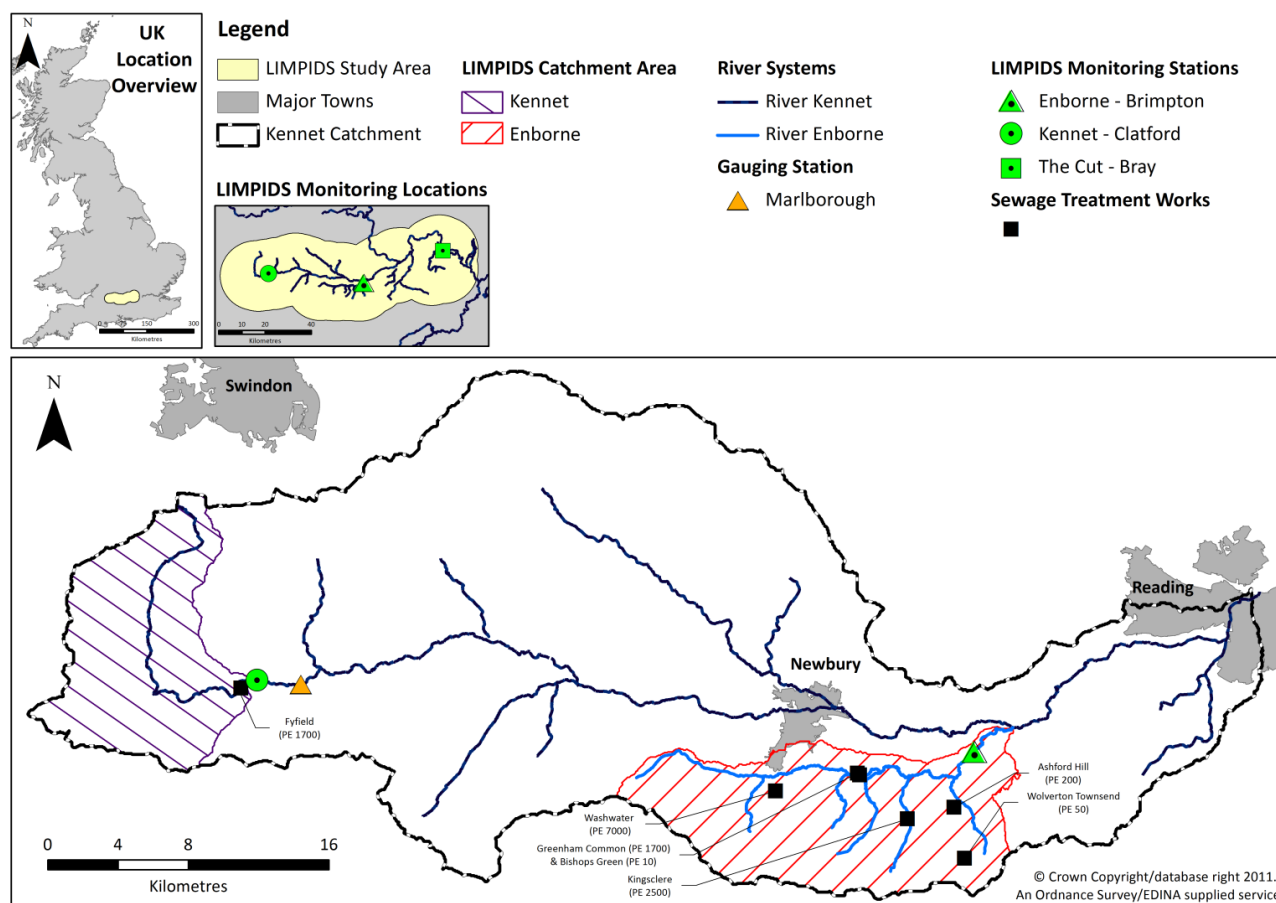 N
UK
Location
Overview
0 75 150 300
Kilometres
Legend
LIMPIDS Study Area
Major Towns
Kennet Catchment
LIMPIDS Catchment Area
Kennet
Enborne
River Systems
River Kennet
River Enborne
Gauging Station
Marlborough
LIMPIDS Monitoring Stations
Enborne - Brimpton
Kennet - Clatford
The Cut - Bray
Sewage Treatment Works
LIMPIDS Monitoring Locations
0 20 40
Kilometres
N
Swindon
Reading
Newbury
Fyfield
(PE 1700)
Ashford Hill
(PE 200)
Wolverton Townsend
(PE 50)
Washwater
(PE 7000)
Greenham Common (PE 1700)
& Bishops Green (PE 10)
Kingsclere
(PE 2500)
0 4 8 16
Kilometres
© Crown Copyright/database right 2011.
An Ordnance Survey/EDINA supplied service